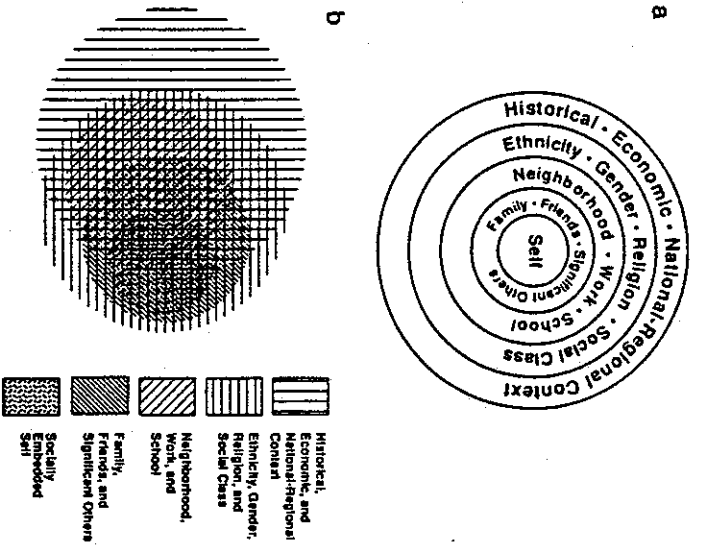 a
Historical • Economic • National-Regional Context
Ethnicity • Gender • Religion • Social Class
Neighborhood • Work • School
Family • Friends • Significant Others
Self
b
Historical,
Economic, and
National-Regional
Context
Ethnicity, Gender,
Religion, and
Social Class
Neighborhood,
Work, and
School
Family,
Friends, and
Significant Others
Socially
Embedded
Self